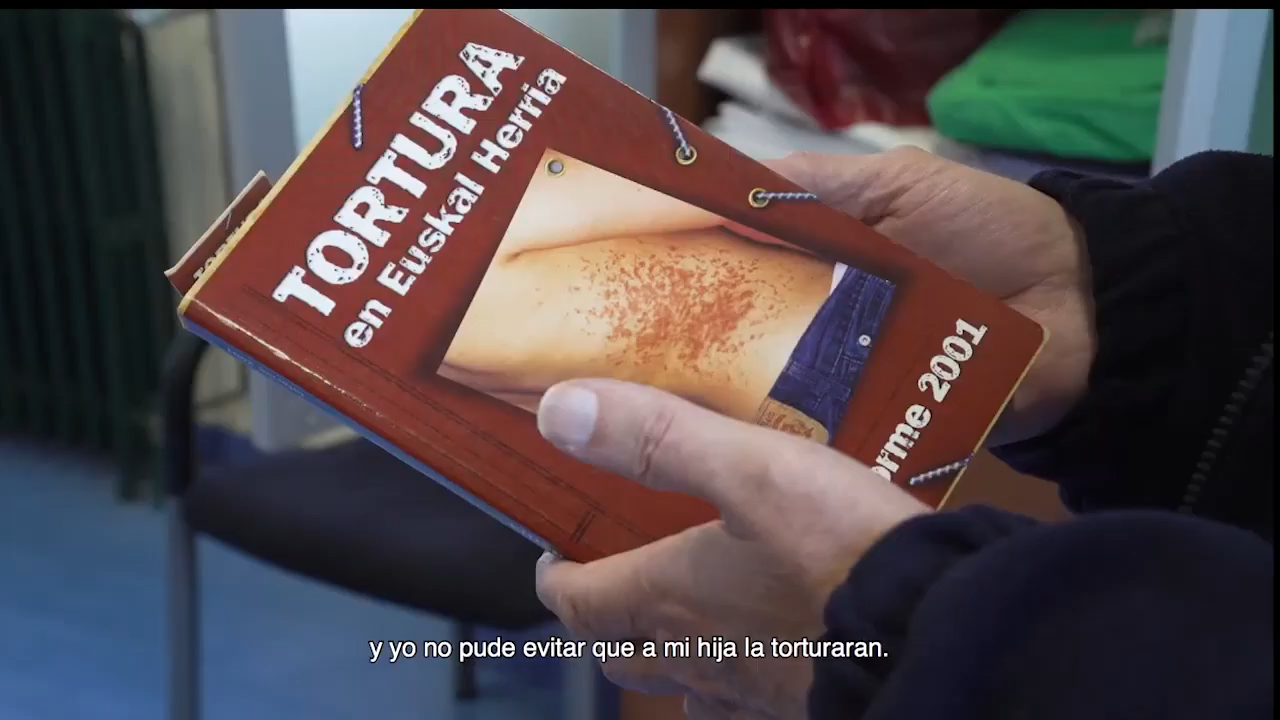 TORTURA
en Euskal Herria
orme 2001
y yo no pude evitar que a mi hija la torturaran.